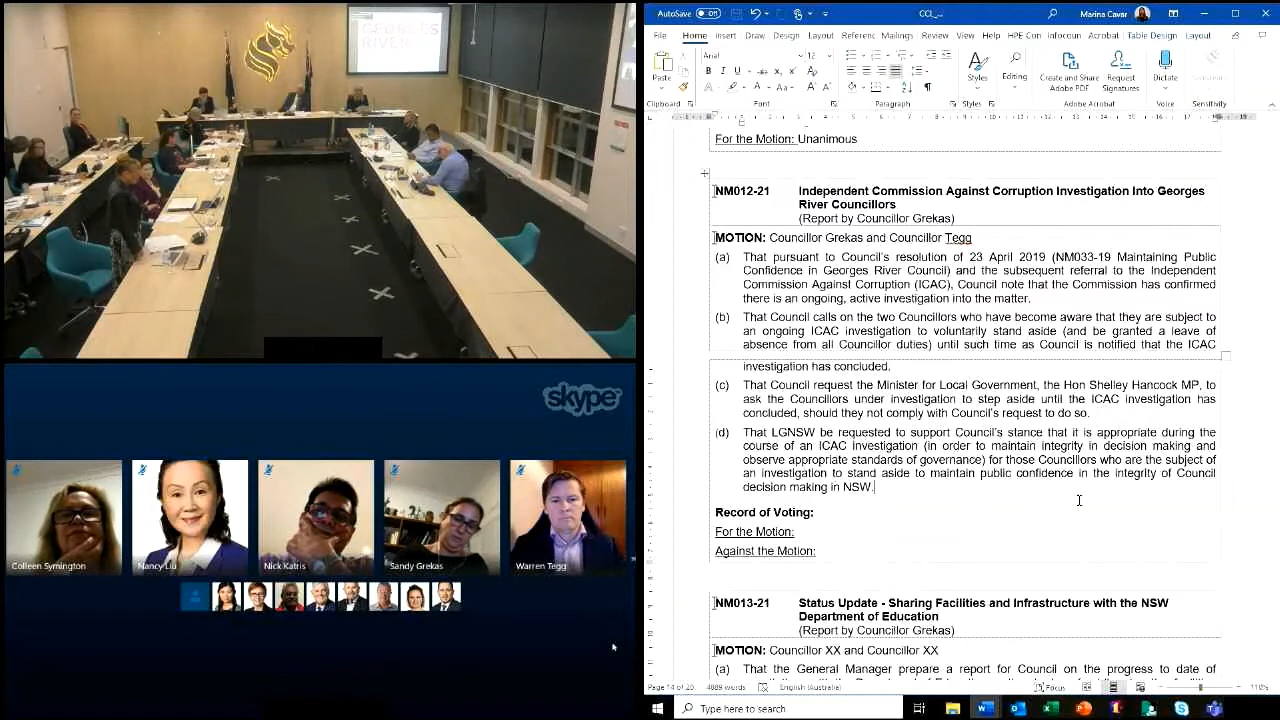 GEORGES
RIVER
skype
Colleen Symington
Nancy Liu
Nick Katris
Sandy Grekas
Warren Tegg
AutoSave Off
CCL_...
Marina Cavar
File Home Insert Draw Design Layout Referenc Mailings Review View Help HPE Con Infocoun Acrobat Table Design Layout
Arial 12
Paste
Styles
Editing
Create and Share Adobe PDF
Request Signatures
Dictate
Clipboard Font Paragraph Styles Adobe Acrobat Voice Sensitivity
For the Motion: Unanimous
NM012-21 Independent Commission Against Corruption Investigation Into Georges
River Councillors
(Report by Councillor Grekas)
MOTION: Councillor Grekas and Councillor Tegg
(a) That pursuant to Council's resolution of 23 April 2019 (NM033-19 Maintaining Public
Confidence in Georges River Council) and the subsequent referral to the Independent
Commission Against Corruption (ICAC), Council note that the Commission has confirmed
there is an ongoing, active investigation into the matter.
(b) That Council calls on the two Councillors who have become aware that they are subject to
an ongoing ICAC investigation to voluntarily stand aside (and be granted a leave of
absence from all Councillor duties) until such time as Council is notified that the ICAC
investigation has concluded.
(c) That Council request the Minister for Local Government, the Hon Shelley Hancock MP, to
ask the Councillors under investigation to step aside until the ICAC investigation has
concluded, should they not comply with Council's request to do so.
(d) That LGNSW be requested to support Council's stance that it is appropriate during the
course of an ICAC investigation (in order to maintain integrity in decision making and
observe appropriate standards of governance) for those Councillors who are the subject of
an investigation to stand aside to maintain public confidence in the integrity of Council
decision making in NSW.
Record of Voting:
For the Motion:
Against the Motion:
NM013-21 Status Update - Sharing Facilities and Infrastructure with the NSW
Department of Education
(Report by Councillor Grekas)
MOTION: Councillor XX and Councillor XX
(a) That the General Manager prepare a report for Council on the progress to date of
Page 14 of 20 4889 words English (Australia) Focus 110%
Type here to search